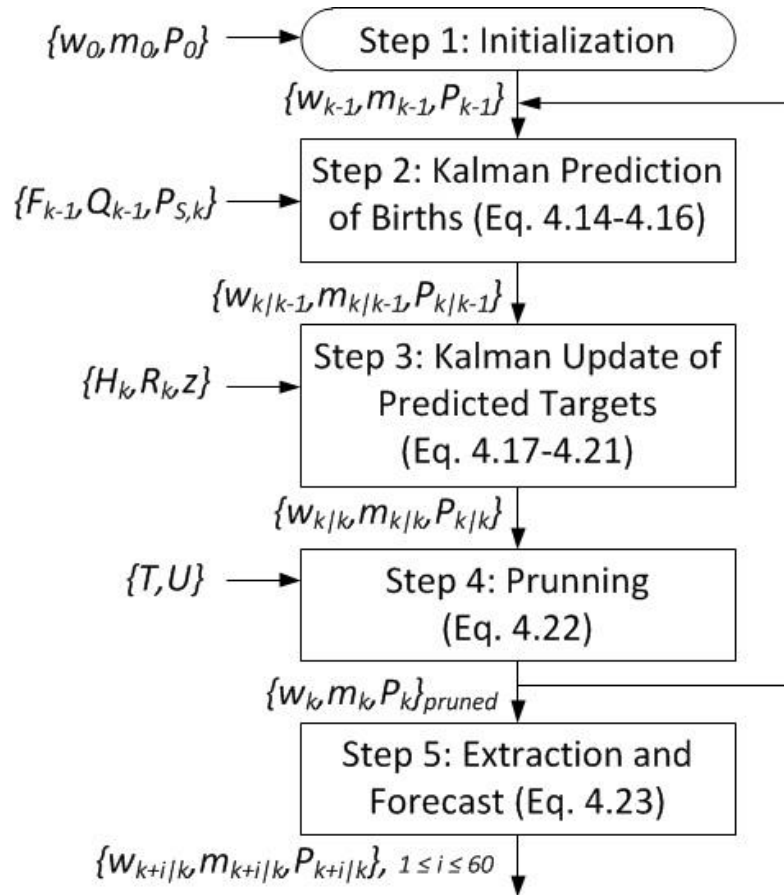 {w0,m0,P0}
Step 1: Initialization
{wk-1,mk-1,Pk-1}
Step 2: Kalman Prediction
of Births (Eq. 4.14-4.16)
{Fk-1,Qk-1,PS,k}
{wk|k-1,mk|k-1,Pk|k-1}
Step 3: Kalman Update of
Predicted Targets
(Eq. 4.17-4.21)
{Hk,Rk,z}
{wk|k,mk|k,Pk|k}
Step 4: Prunning
(Eq. 4.22)
{T,U}
{wk,mk,Pk}pruned
Step 5: Extraction and
Forecast (Eq. 4.23)
{wk+i|k,mk+i|k,Pk+i|k}, 1 ≤ i ≤ 60